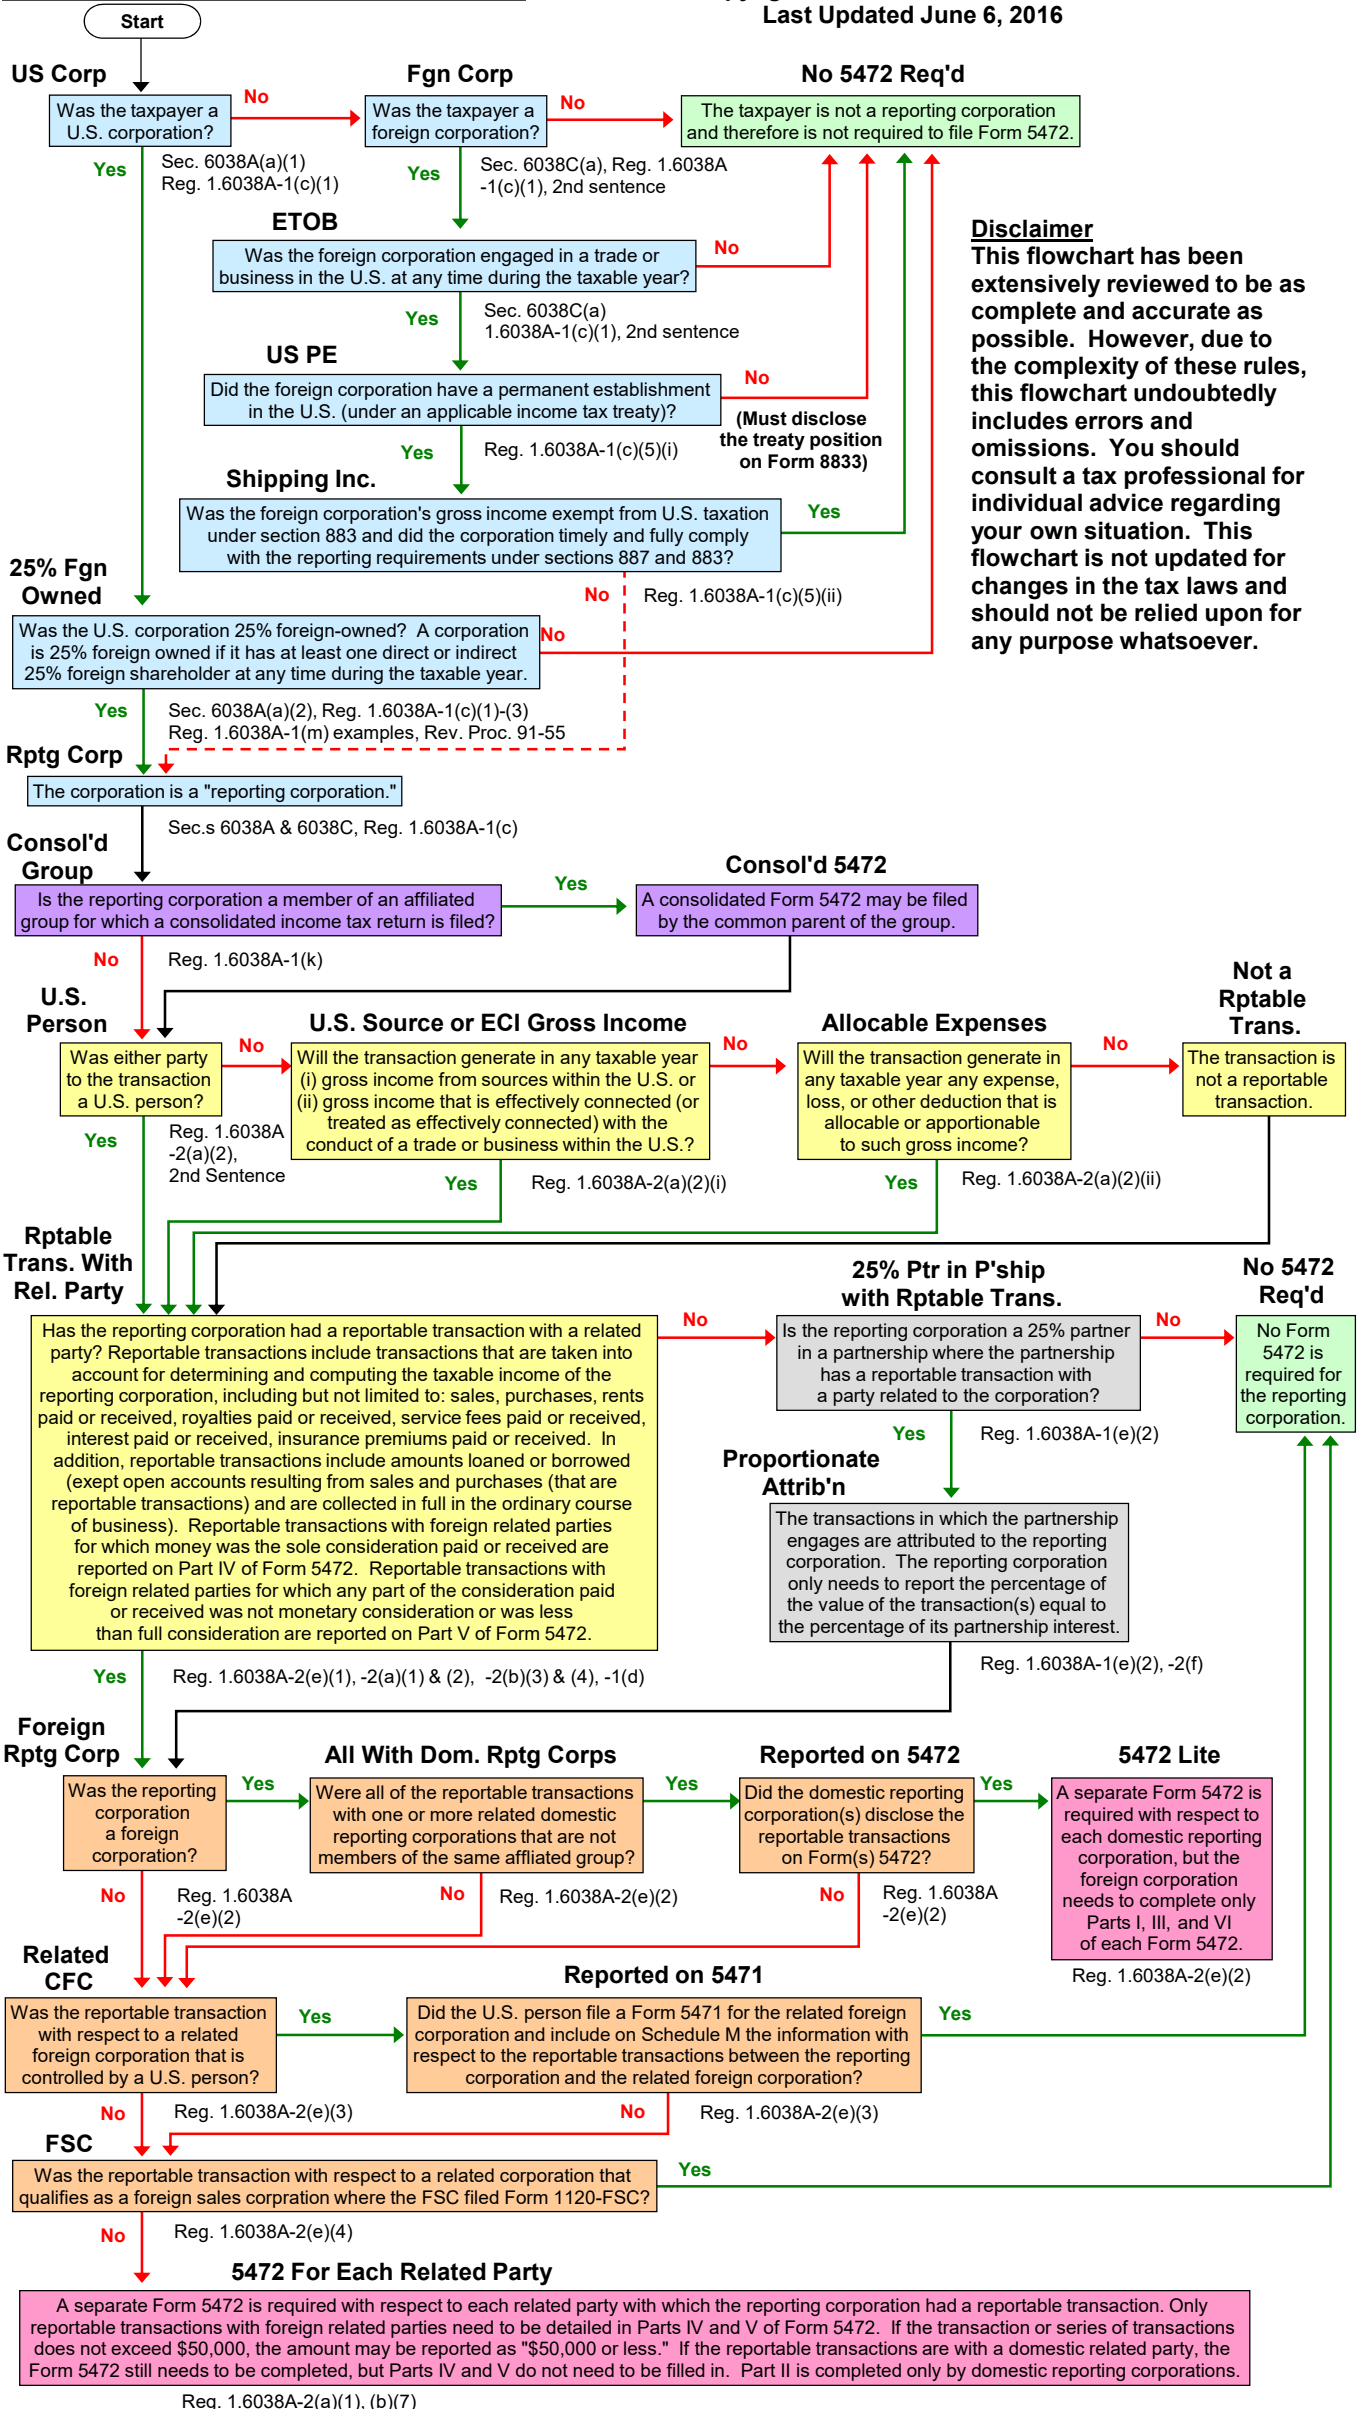 Last Updated June 6, 2016
Start
US Corp
Fgn Corp
No 5472 Req'd
Was the taxpayer a
U.S. corporation?
No
Was the taxpayer a
foreign corporation?
No
The taxpayer is not a reporting corporation
and therefore is not required to file Form 5472.
Yes
Sec. 6038A(a)(1)
Reg. 1.6038A-1(c)(1)
Yes
Sec. 6038C(a), Reg. 1.6038A
-1(c)(1), 2nd sentence
ETOB
Was the foreign corporation engaged in a trade or
business in the U.S. at any time during the taxable year?
No
Yes
Sec. 6038C(a)
1.6038A-1(c)(1), 2nd sentence
US PE
Did the foreign corporation have a permanent establishment
in the U.S. (under an applicable income tax treaty)?
No
(Must disclose
the treaty position
on Form 8833)
Yes
Reg. 1.6038A-1(c)(5)(i)
Shipping Inc.
Was the foreign corporation's gross income exempt from U.S. taxation
under section 883 and did the corporation timely and fully comply
with the reporting requirements under sections 887 and 883?
Yes
No
Reg. 1.6038A-1(c)(5)(ii)
Disclaimer
This flowchart has been
extensively reviewed to be as
complete and accurate as
possible. However, due to
the complexity of these rules,
this flowchart undoubtedly
includes errors and
omissions. You should
consult a tax professional for
individual advice regarding
your own situation. This
flowchart is not updated for
changes in the tax laws and
should not be relied upon for
any purpose whatsoever.
25% Fgn
Owned
Was the U.S. corporation 25% foreign-owned? A corporation
is 25% foreign owned if it has at least one direct or indirect
25% foreign shareholder at any time during the taxable year.
No
Yes
Sec. 6038A(a)(2), Reg. 1.6038A-1(c)(1)-(3)
Reg. 1.6038A-1(m) examples, Rev. Proc. 91-55
Rptg Corp
The corporation is a "reporting corporation."
Sec.s 6038A & 6038C, Reg. 1.6038A-1(c)
Consol'd
Group
Is the reporting corporation a member of an affiliated
group for which a consolidated income tax return is filed?
Yes
Consol'd 5472
A consolidated Form 5472 may be filed
by the common parent of the group.
No
Reg. 1.6038A-1(k)
U.S.
Person
Was either party
to the transaction
a U.S. person?
No
U.S. Source or ECI Gross Income
Will the transaction generate in any taxable year
(i) gross income from sources within the U.S. or
(ii) gross income that is effectively connected (or
treated as effectively connected) with the
conduct of a trade or business within the U.S.?
No
Allocable Expenses
Will the transaction generate in
any taxable year any expense,
loss, or other deduction that is
allocable or apportionable
to such gross income?
No
Not a
Rptable
Trans.
The transaction is
not a reportable
transaction.
Yes
Reg. 1.6038A
-2(a)(2),
2nd Sentence
Yes
Reg. 1.6038A-2(a)(2)(i)
Yes
Reg. 1.6038A-2(a)(2)(ii)
Rptable
Trans. With
Rel. Party
Has the reporting corporation had a reportable transaction with a related
party? Reportable transactions include transactions that are taken into
account for determining and computing the taxable income of the
reporting corporation, including but not limited to: sales, purchases, rents
paid or received, royalties paid or received, service fees paid or received,
interest paid or received, insurance premiums paid or received. In
addition, reportable transactions include amounts loaned or borrowed
(exept open accounts resulting from sales and purchases (that are
reportable transactions) and are collected in full in the ordinary course
of business). Reportable transactions with foreign related parties
for which money was the sole consideration paid or received are
reported on Part IV of Form 5472. Reportable transactions with
foreign related parties for which any part of the consideration paid
or received was not monetary consideration or was less
than full consideration are reported on Part V of Form 5472.
No
25% Ptr in P'ship
with Rptable Trans.
Is the reporting corporation a 25% partner
in a partnership where the partnership
has a reportable transaction with
a party related to the corporation?
No
No 5472
Req'd
No Form
5472 is
required for
the reporting
corporation.
Yes
Reg. 1.6038A-1(e)(2)
Proportionate
Attrib'n
The transactions in which the partnership
engages are attributed to the reporting
corporation. The reporting corporation
only needs to report the percentage of
the value of the transaction(s) equal to
the percentage of its partnership interest.
Reg. 1.6038A-1(e)(2), -2(f)
Yes
Reg. 1.6038A-2(e)(1), -2(a)(1) & (2), -2(b)(3) & (4), -1(d)
Foreign
Rptg Corp
Was the reporting
corporation
a foreign
corporation?
Yes
All With Dom. Rptg Corps
Were all of the reportable transactions
with one or more related domestic
reporting corporations that are not
members of the same affliated group?
Yes
Reported on 5472
Did the domestic reporting
corporation(s) disclose the
reportable transactions
on Form(s) 5472?
Yes
5472 Lite
A separate Form 5472 is
required with respect to
each domestic reporting
corporation, but the
foreign corporation
needs to complete only
Parts I, III, and VI
of each Form 5472.
Reg. 1.6038A-2(e)(2)
No
Reg. 1.6038A
-2(e)(2)
No
Reg. 1.6038A-2(e)(2)
No
Reg. 1.6038A
-2(e)(2)
Related
CFC
Was the reportable transaction
with respect to a related
foreign corporation that is
controlled by a U.S. person?
Yes
Reported on 5471
Did the U.S. person file a Form 5471 for the related foreign
corporation and include on Schedule M the information with
respect to the reportable transactions between the reporting
corporation and the related foreign corporation?
Yes
No
Reg. 1.6038A-2(e)(3)
No
Reg. 1.6038A-2(e)(3)
FSC
Was the reportable transaction with respect to a related corporation that
qualifies as a foreign sales corpration where the FSC filed Form 1120-FSC?
Yes
No
Reg. 1.6038A-2(e)(4)
5472 For Each Related Party
A separate Form 5472 is required with respect to each related party with which the reporting corporation had a reportable transaction. Only
reportable transactions with foreign related parties need to be detailed in Parts IV and V of Form 5472. If the transaction or series of transactions
does not exceed $50,000, the amount may be reported as "$50,000 or less." If the reportable transactions are with a domestic related party, the
Form 5472 still needs to be completed, but Parts IV and V do not need to be filled in. Part II is completed only by domestic reporting corporations.
Reg. 1.6038A-2(a)(1), (b)(7)